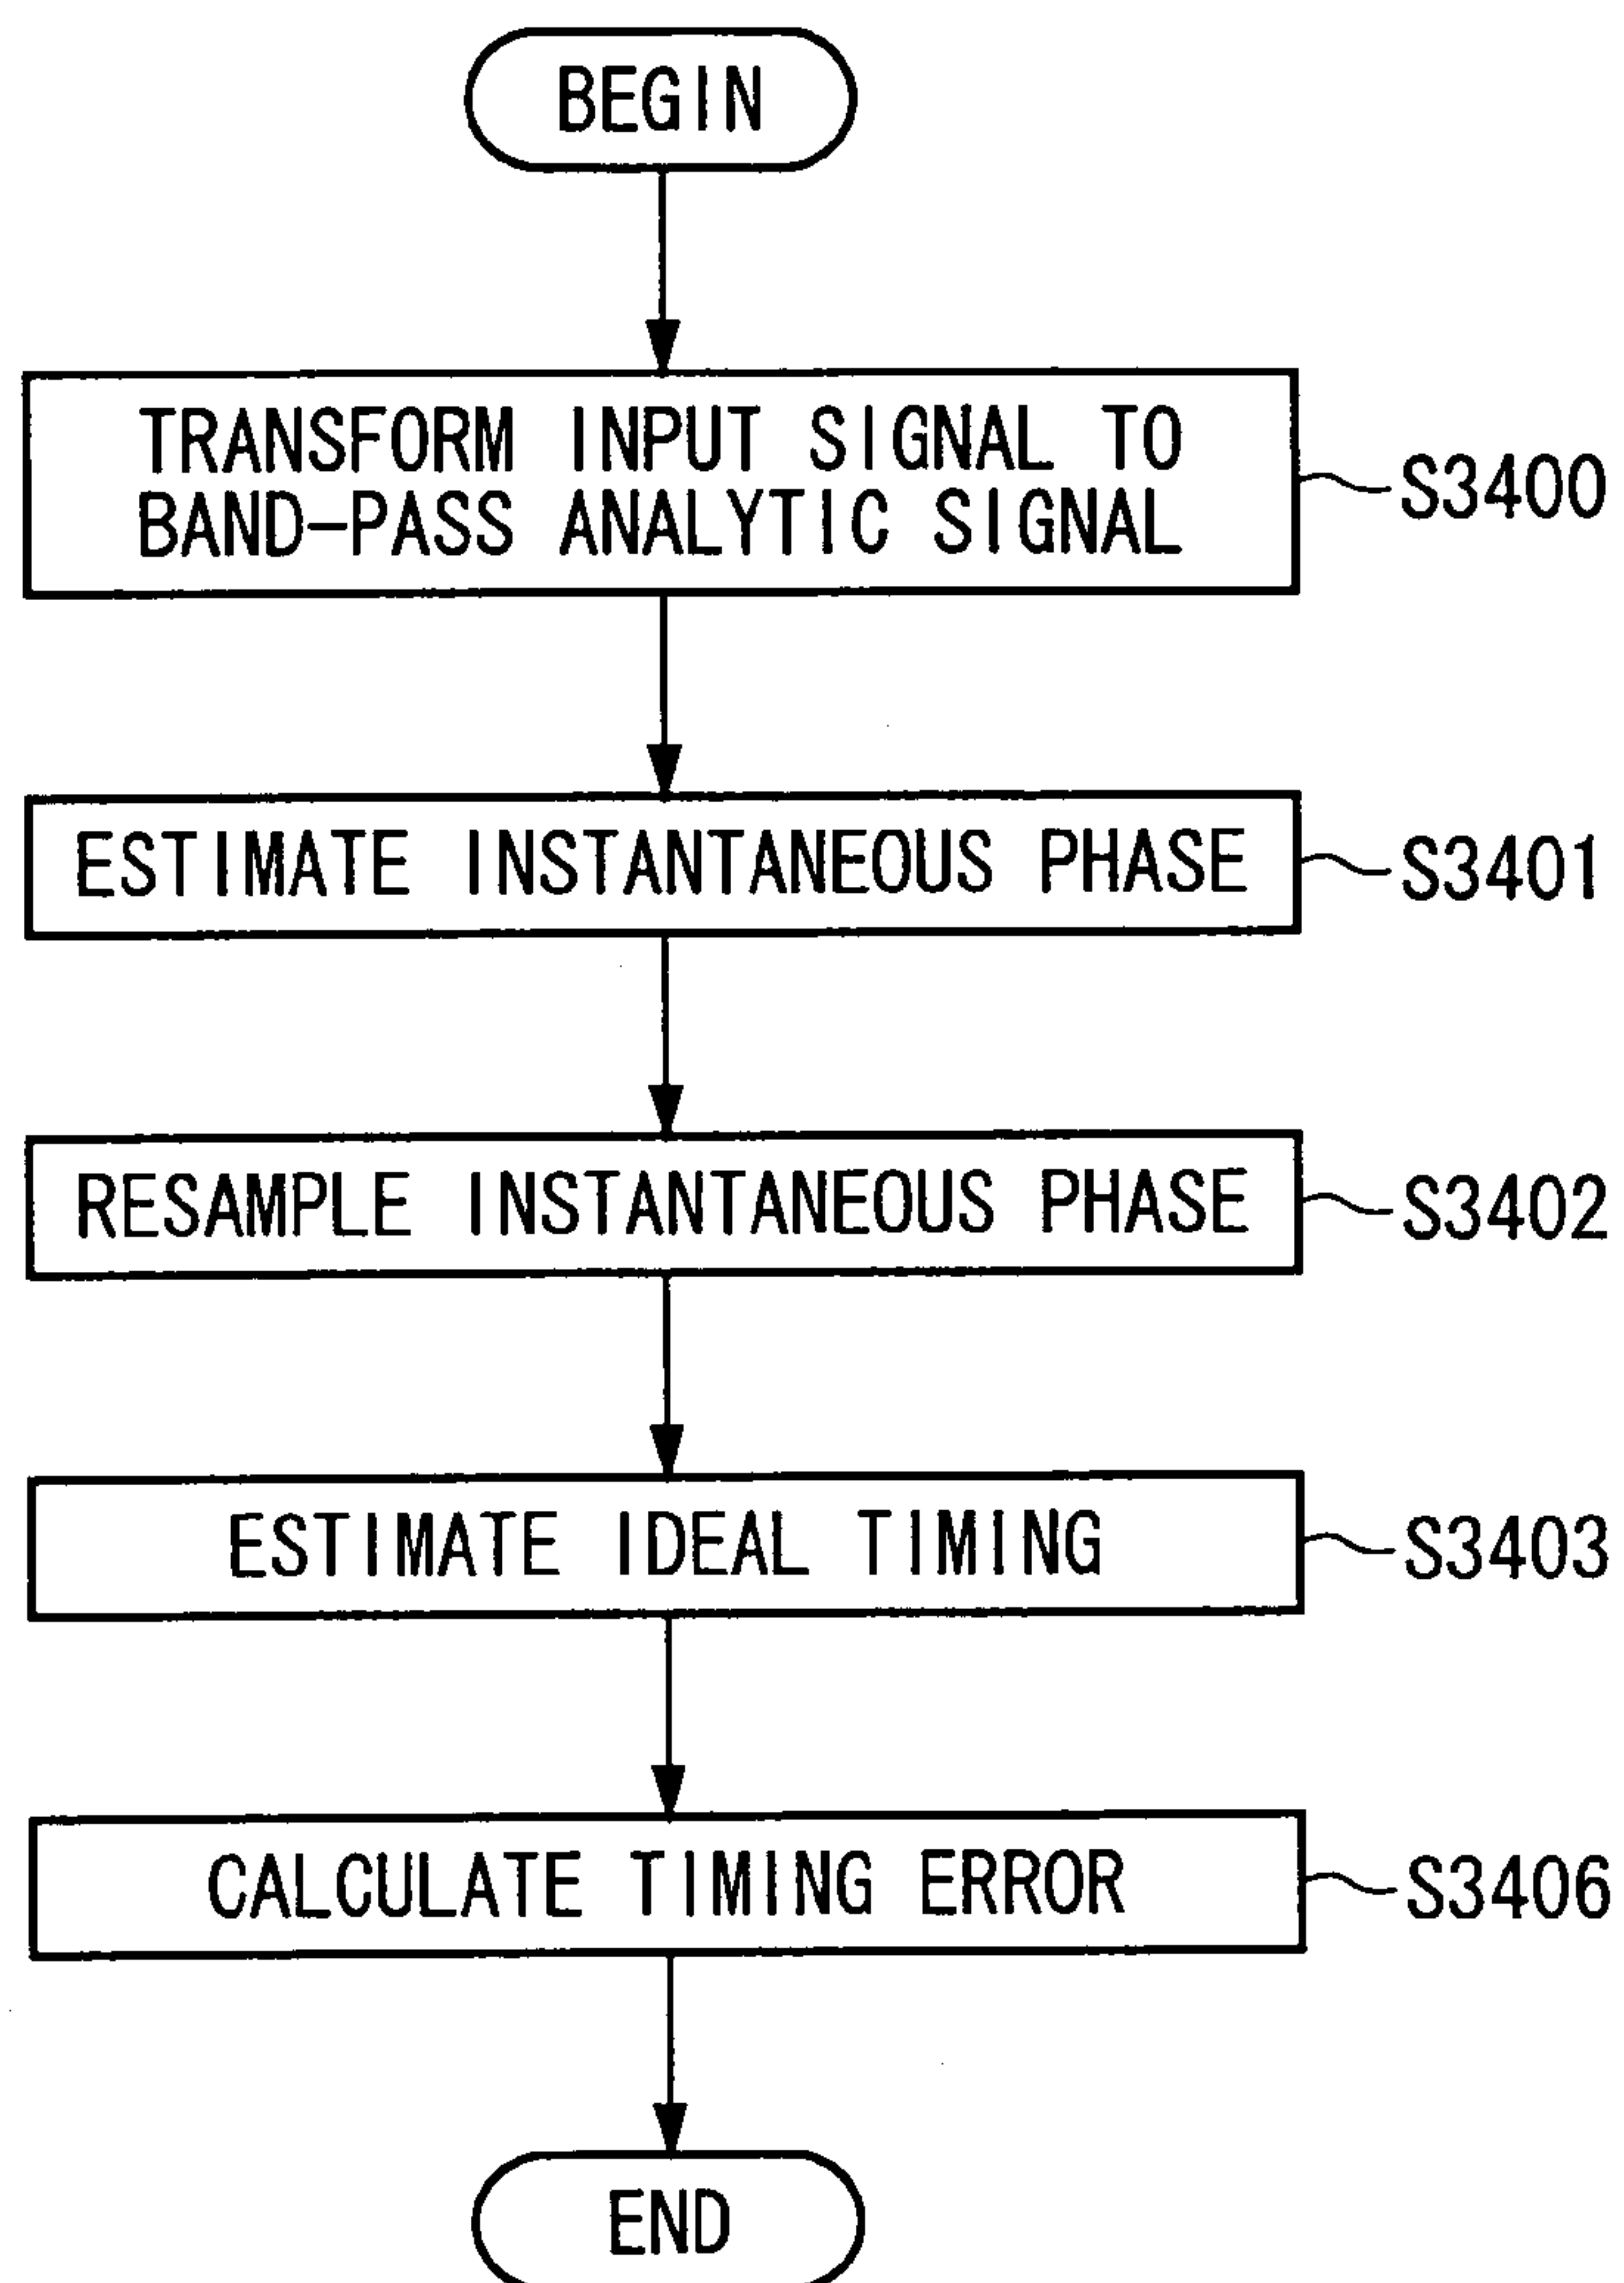 BEGIN
TRANSFORM INPUT SIGNAL TO
BAND-PASS ANALYTIC SIGNAL
S3400
ESTIMATE INSTANTANEOUS PHASE
S3401
RESAMPLE INSTANTANEOUS PHASE
S3402
ESTIMATE IDEAL TIMING
S3403
CALCULATE TIMING ERROR
S3406
END